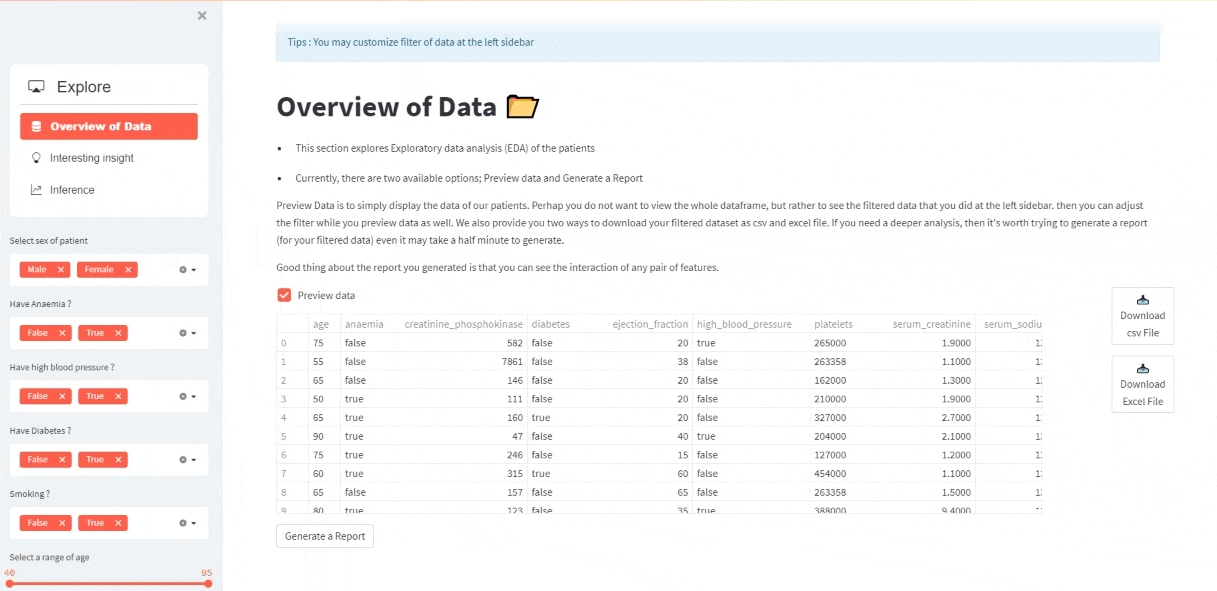 Explore
Overview of Data
Interesting insight
Inference
Select sex of patient
Male Female
Have Anaemia ?
False True
Have high blood pressure ?
False True
Have Diabetes ?
False True
Smoking ?
False True
Select a range of age
40 95
Tips : You may customize filter of data at the left sidebar
Overview of Data
This section explores Exploratory data analysis (EDA) of the patients
Currently, there are two available options; Preview data and Generate a Report
Preview Data is to simply display the data of our patients. Perhap you do not want to view the whole dataframe, but rather to see the filtered data that you did at the left sidebar. then you can adjust
the filter while you preview data as well. We also provide you two ways to download your filtered dataset as csv and excel file. If you need a deeper analysis, then it's worth trying to generate a report
(for your filtered data) even it may take a half minute to generate.
Good thing about the report you generated is that you can see the interaction of any pair of features.
Preview data
age anaemia creatinine_phosphokinase diabetes ejection_fraction high_blood_pressure platelets serum_creatinine serum_sodiu
0 75 false 582 false 20 true 265000 1.9000 1
1 55 false 7861 false 38 false 263358 1.1000 1
2 65 false 146 false 20 false 162000 1.3000 1
3 50 true 111 false 20 false 210000 1.9000 1
4 65 true 160 true 20 false 327000 2.7000 1
5 90 true 47 false 40 true 204000 2.1000 1
6 75 true 246 false 15 false 127000 1.2000 1
7 60 true 315 true 60 false 454000 1.1000 1
8 65 false 157 false 65 false 263358 1.5000 1
9 80 true 123 false 35 true 388000 9.4000
Generate a Report
Download
csv File
Download
Excel File